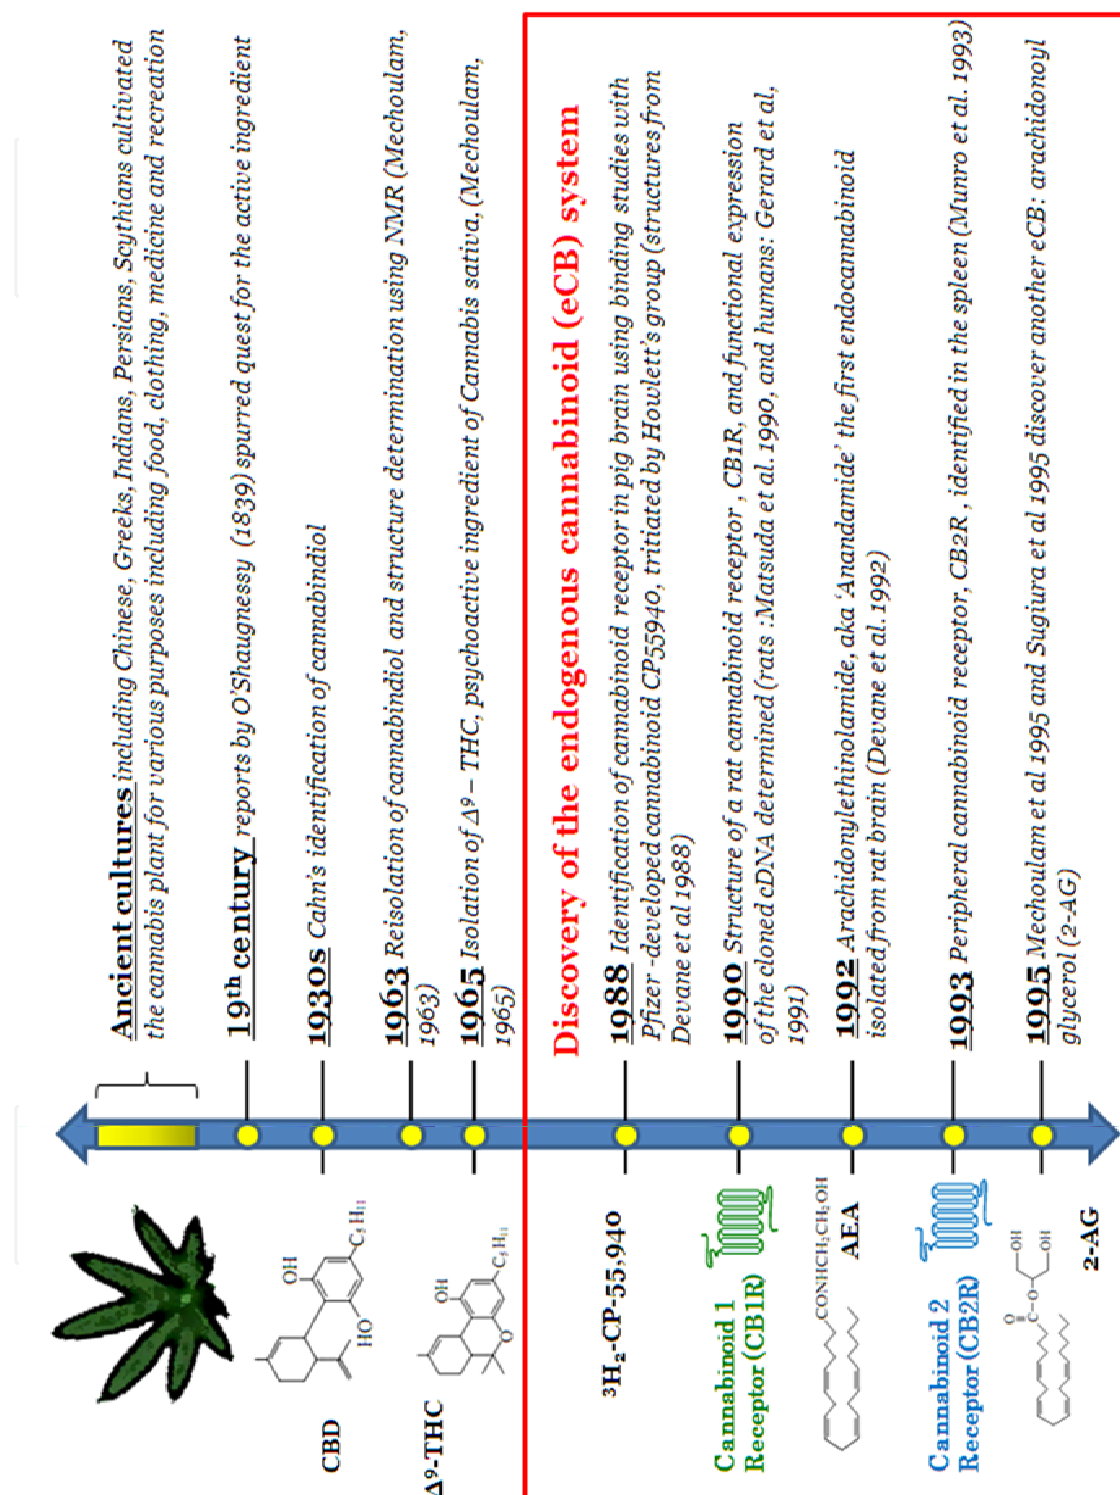 Ancient cultures including Chinese, Greeks, Indians, Persians, Scythians cultivated
the cannabis plant for various purposes including food, clothing, medicine and recreation
19th century reports by O'Shaugnessy (1839) spurred quest for the active ingredient
1930s Cahn's identification of cannabindiol
1963 Reisolation of cannabindiol and structure determination using NMR (Mechoulam,
1963)
1965 Isolation of Δ9 – THC, psychoactive ingredient of Cannabis sativa, (Mechoulam,
1965)
Discovery of the endogenous cannabinoid (eCB) system
1988 Identification of cannabinoid receptor in pig brain using binding studies with
Pfizer -developed cannabinoid CP55940, tritiated by Howlett's group (structures from
Devane et al 1988)
1990 Structure of a rat cannabinoid receptor , CB1R, and functional expression
of the cloned cDNA determined (rats :Matsuda et al. 1990, and humans: Gerard et al,
1991)
1992 Arachidonylethinolamide, aka 'Anandamide' the first endocannabinoid
isolated from rat brain (Devane et al. 1992)
1993 Peripheral cannabinoid receptor, CB2R , identified in the spleen (Munro et al. 1993)
1995 Mechoulam et al 1995 and Sugiura et al 1995 discover another eCB: arachidonoyl
glycerol (2-AG)
CBD
OH
HO
C5H11
Δ9-THC
OH
O
C5H11
3H2-CP-55,940
Cannabinoid 1
Receptor (CB1R)
CONHCH2CH2OH
AEA
Cannabinoid 2
Receptor (CB2R)
O
C
O
OH
OH
2-AG